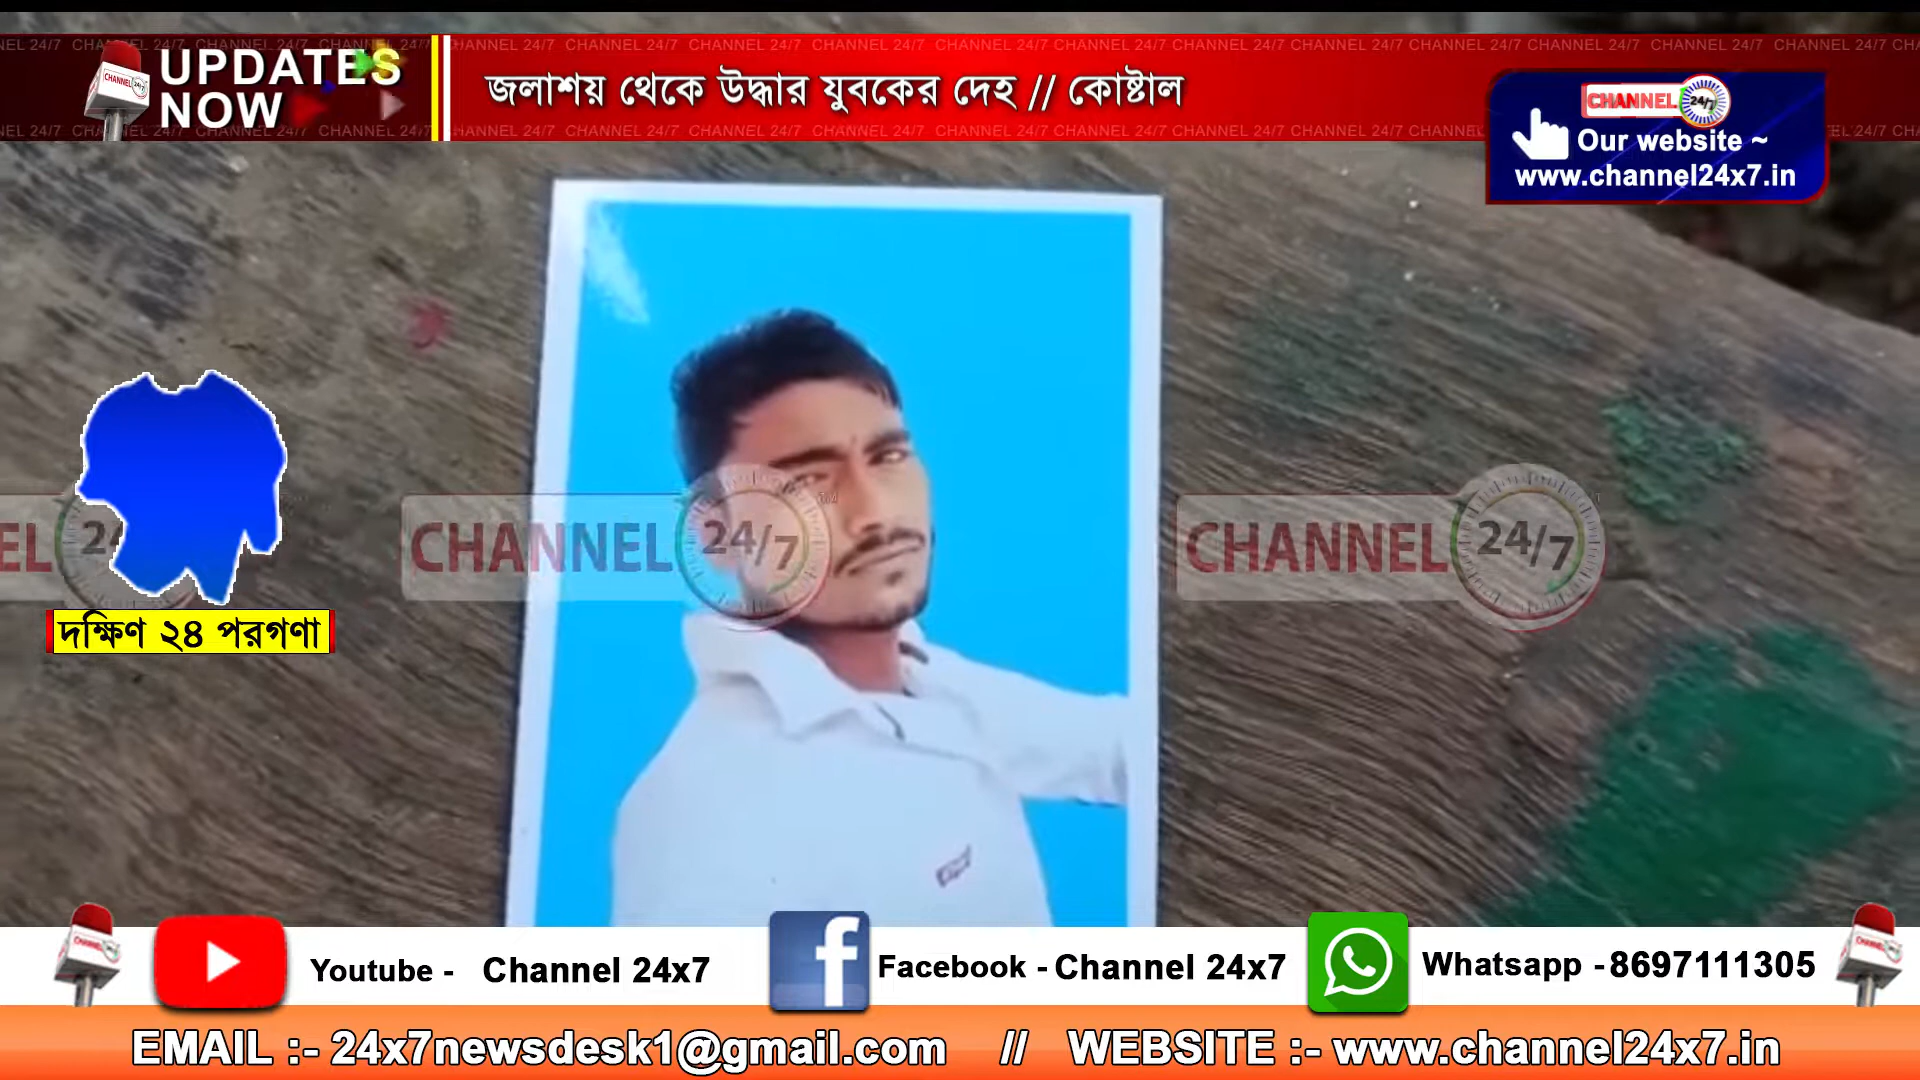 UPDATES
NOW
জলাশয় থেকে উদ্ধার যুবকের দেহ // কোষ্টাল
CHANNEL 24/7
Our website ~
www.channel24x7.in
CHANNEL 24/7
CHANNEL 24/7
দক্ষিণ ২৪ পরগণা
Youtube - Channel 24x7
Facebook - Channel 24x7
Whatsapp - 8697111305
EMAIL :- 24x7newsdesk1@gmail.com // WEBSITE :- www.channel24x7.in